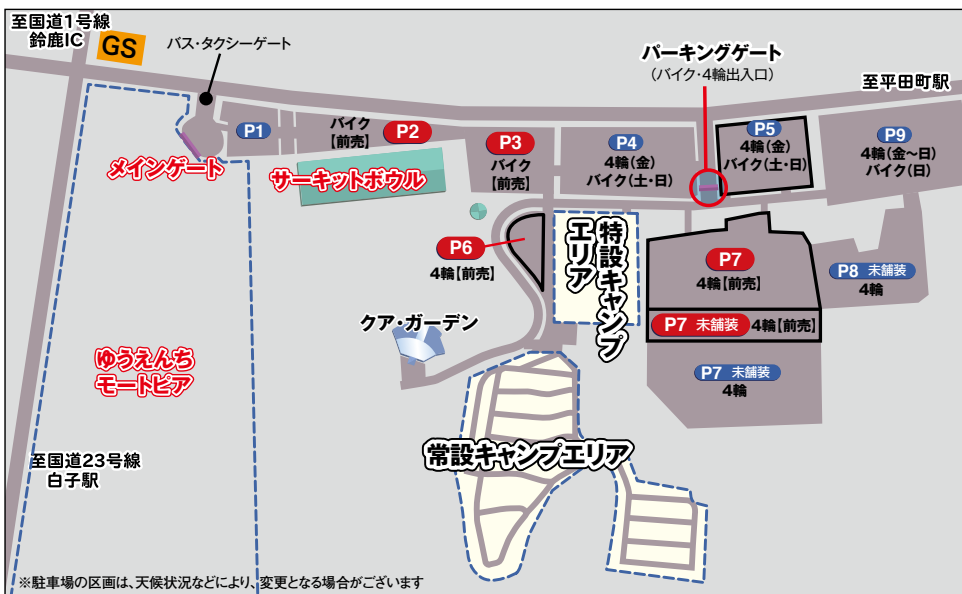 至国道1号線
鈴鹿IC
GS
バス・タクシーゲート
パーキングゲート
(バイク・4輪出入口)
至平田町駅
P1
バイク
【前売】
P2
P3
バイク
【前売】
P4
4輪(金)
バイク(土・日)
P5
4輪(金)
バイク(土・日)
P9
4輪(金~日)
バイク(日)
メインゲート
サーキットボウル
P6
4輪【前売】
特設キャンプ
エリア
P7
4輪【前売】
P8 未舗装
4輪
P7 未舗装 4輪【前売】
P7 未舗装
4輪
クア・ガーデン
ゆうえんち
モートピア
常設キャンプエリア
至国道23号線
白子駅
※駐車場の区画は、天候状況などにより、変更となる場合がございます